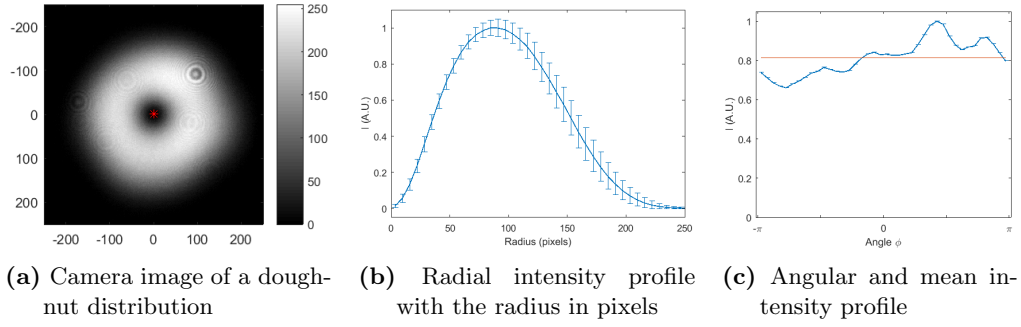 -200
-100
0
100
200
-200 -100 0 100 200
250
200
150
100
50
0
I (A.U.)
1
0.8
0.6
0.4
0.2
0
0 50 100 150 200 250
Radius (pixels)
I (A.U.)
1
0.8
0.6
0.4
0.2
0
-π 0 π
Angle ϕ
(a) Camera image of a dough-
nut distribution
(b) Radial intensity profile
with the radius in pixels
(c) Angular and mean in-
tensity profile